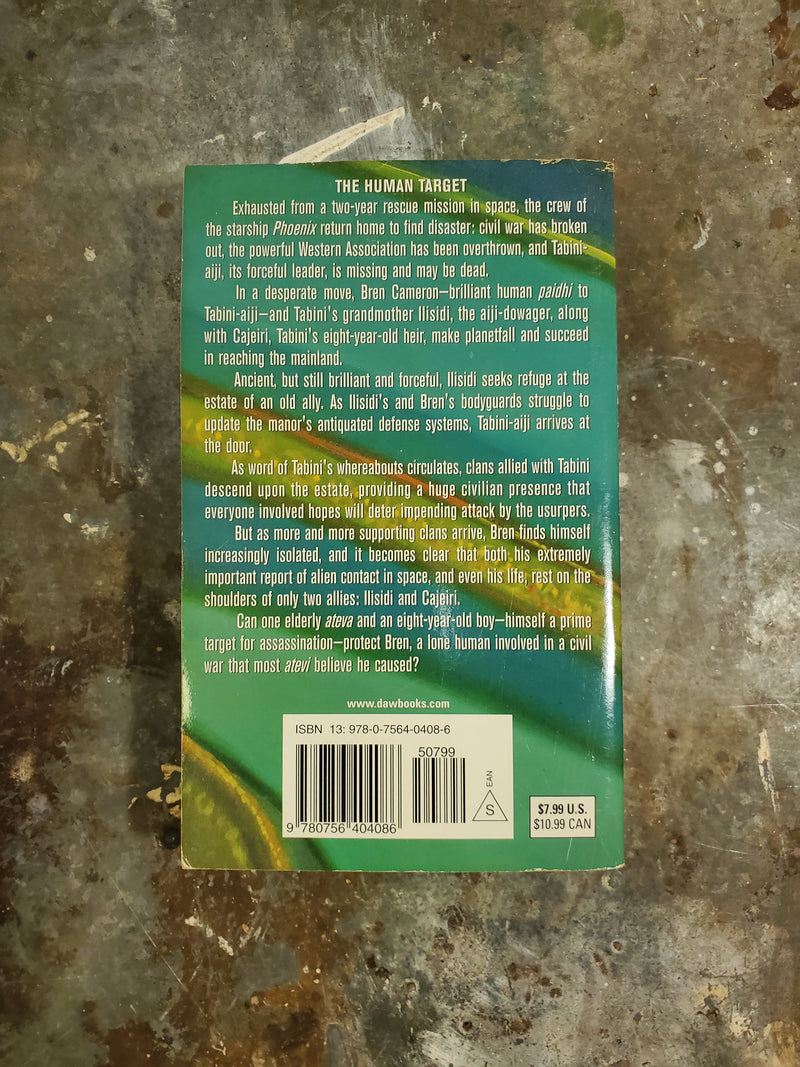 THE HUMAN TARGET
Exhausted from a two-year rescue mission in space, the crew
of the starship Phoenix return home to find disaster: civil war has broken
out, the powerful Western Association has been overthrown, and Tabini-
aiji, its forceful leader, is missing and may be dead.
In a desperate move, Bren Cameron—brilliant human paidhi to
Tabini-aiji—and Tabini's grandmother Ilisidi, the aiji-dowager, along
with Cajeiri, Tabini's eight-year-old heir, make planetfall and succeed
in reaching the mainland.
Ancient, but still brilliant and forceful, Ilisidi seeks refuge at the
estate of an old ally. As Ilisidi's and Bren's bodyguards struggle to
update the manor's antiquated defense systems, Tabini-aiji arrives at
the door.
As word of Tabini's whereabouts circulates, clans allied with Tabini
descend upon the estate, providing a huge civilian presence that
everyone involved hopes will deter impending attack by the usurpers.
But as more and more supporting clans arrive, Bren finds himself
increasingly isolated, and it becomes clear that both his extremely
important report of alien contact in space, and even his life, rest on the
shoulders of only two allies: Ilisidi and Cajeiri.
Can one elderly ateva and an eight-year-old boy—himself a prime
target for assassination—protect Bren, a lone human involved in a civil
war that most atevi believe he caused?
www.dawbooks.com
ISBN 13: 978-0-7564-0408-6
50799
9 780756 404086
EAN
S
$7.99 U.S.
$10.99 CAN